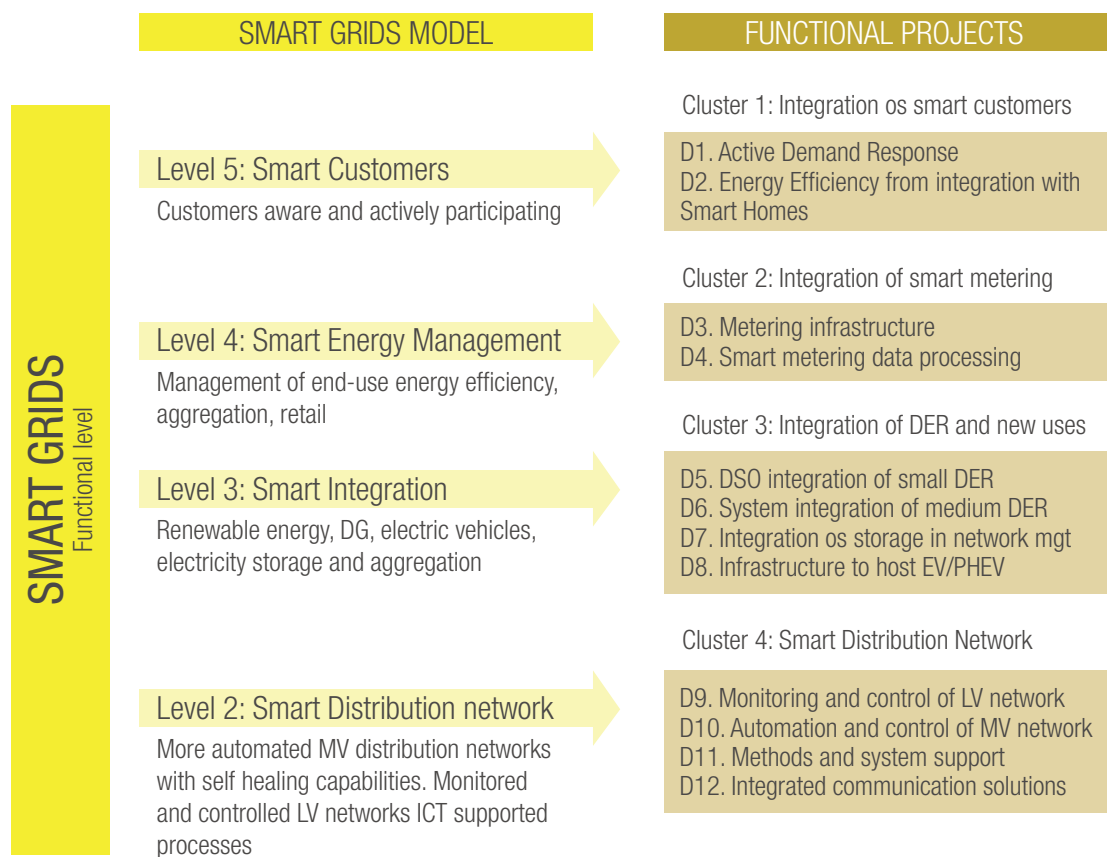 SMART GRIDS MODEL
FUNCTIONAL PROJECTS
SMART GRIDS
Functional level
Level 5: Smart Customers
Customers aware and actively participating
Cluster 1: Integration os smart customers
D1. Active Demand Response
D2. Energy Efficiency from integration with
Smart Homes
Level 4: Smart Energy Management
Management of end-use energy efficiency,
aggregation, retail
Cluster 2: Integration of smart metering
D3. Metering infrastructure
D4. Smart metering data processing
Level 3: Smart Integration
Renewable energy, DG, electric vehicles,
electricity storage and aggregation
Cluster 3: Integration of DER and new uses
D5. DSO integration of small DER
D6. System integration of medium DER
D7. Integration os storage in network mgt
D8. Infrastructure to host EV/PHEV
Level 2: Smart Distribution network
More automated MV distribution networks
with self healing capabilities. Monitored
and controlled LV networks ICT supported
processes
Cluster 4: Smart Distribution Network
D9. Monitoring and control of LV network
D10. Automation and control of MV network
D11. Methods and system support
D12. Integrated communication solutions